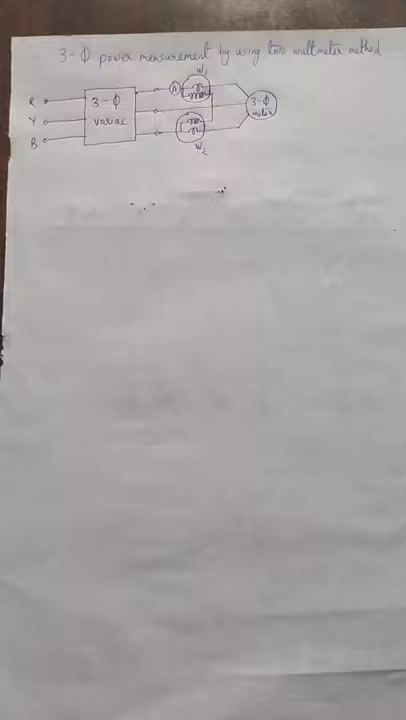 3-Φ power measurement by using two wattmeter method
W1
R
Y
B
3-Φ
variac
A
3-Φ
motor
W2